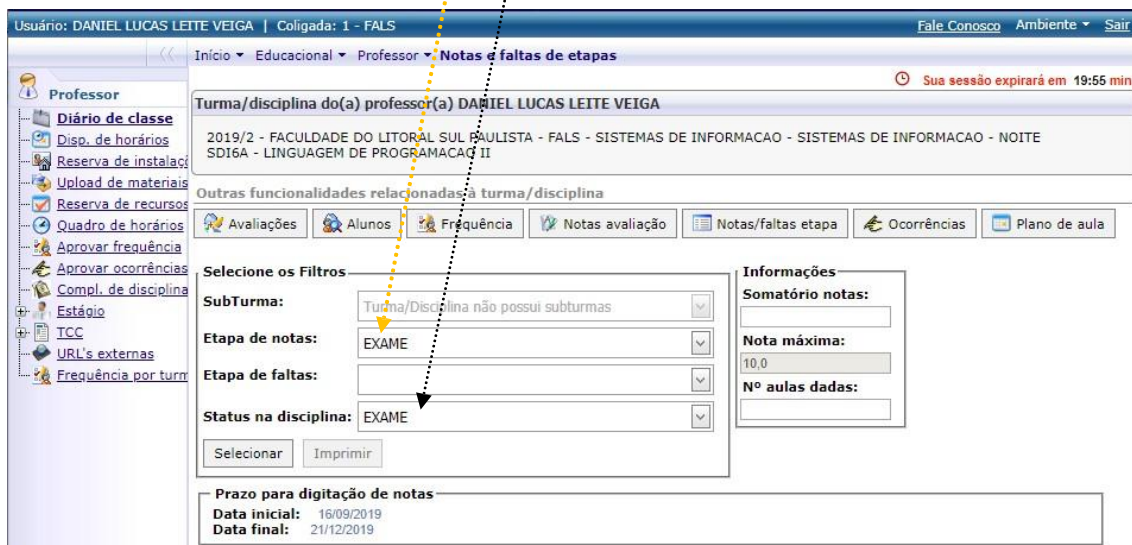 Usuário: DANIEL LUCAS LEITE VEIGA | Coligada: 1 - FALS
Fale Conosco Ambiente Sair
Início Educacional Professor Notas e faltas de etapas
Sua sessão expirará em 19:55 min
Professor
Diário de classe
Disp. de horários
Reserva de instalaç
Upload de materiais
Reserva de recursos
Quadro de horários
Aprovar frequência
Aprovar ocorrências
Compl. de disciplina
Estágio
TCC
URL's externas
Frequência por turm
Turma/disciplina do(a) professor(a) DANIEL LUCAS LEITE VEIGA
2019/2 - FACULDADE DO LITORAL SUL PAULISTA - FALS - SISTEMAS DE INFORMACAO - SISTEMAS DE INFORMACAO - NOITE
SDI6A - LINGUAGEM DE PROGRAMACAO II
Outras funcionalidades relacionadas à turma/disciplina
Avaliações Alunos Frequência Notas avaliação Notas/faltas etapa Ocorrências Plano de aula
Selecione os Filtros
SubTurma: Turma/Disciplina não possui subturmas
Etapa de notas: EXAME
Etapa de faltas:
Status na disciplina: EXAME
Selecionar Imprimir
Informações
Somatório notas:
Nota máxima:
10,0
Nº aulas dadas:
Prazo para digitação de notas
Data inicial: 16/09/2019
Data final: 21/12/2019